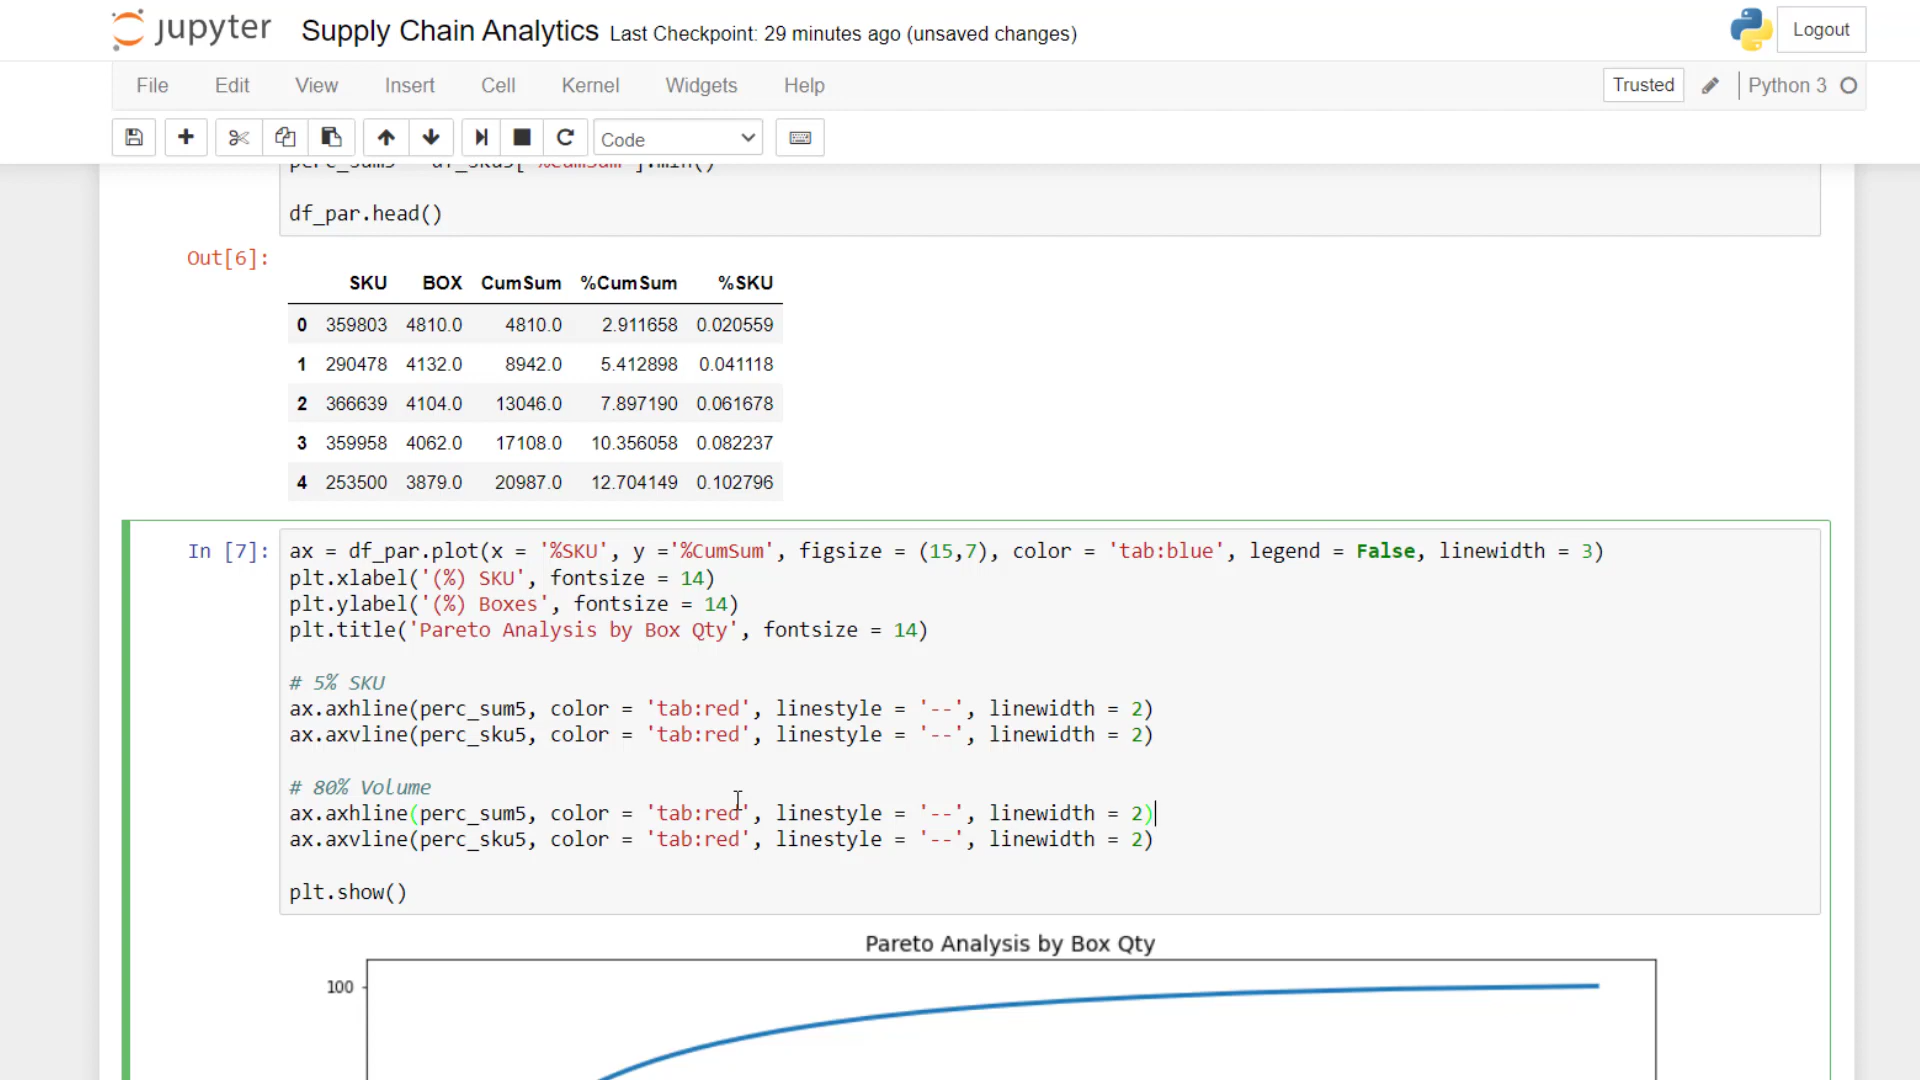 jupyter Supply Chain Analytics Last Checkpoint: 29 minutes ago (unsaved changes) Logout
File Edit View Insert Cell Kernel Widgets Help Trusted Python 3
Code
perc_sum5 = df_sku5['%CumSum'].min()
df_par.head()
Out[6]:
SKU BOX CumSum %CumSum %SKU
0 359803 4810.0 4810.0 2.911658 0.020559
1 290478 4132.0 8942.0 5.412898 0.041118
2 366639 4104.0 13046.0 7.897190 0.061678
3 359958 4062.0 17108.0 10.356058 0.082237
4 253500 3879.0 20987.0 12.704149 0.102796
In [7]: ax = df_par.plot(x = '%SKU', y ='%CumSum', figsize = (15,7), color = 'tab:blue', legend = False, linewidth = 3)
plt.xlabel('(%) SKU', fontsize = 14)
plt.ylabel('(%) Boxes', fontsize = 14)
plt.title('Pareto Analysis by Box Qty', fontsize = 14)
# 5% SKU
ax.axhline(perc_sum5, color = 'tab:red', linestyle = '--', linewidth = 2)
ax.axvline(perc_sku5, color = 'tab:red', linestyle = '--', linewidth = 2)
# 80% Volume
ax.axhline(perc_sum5, color = 'tab:red', linestyle = '--', linewidth = 2)
ax.axvline(perc_sku5, color = 'tab:red', linestyle = '--', linewidth = 2)
plt.show()
Pareto Analysis by Box Qty
100